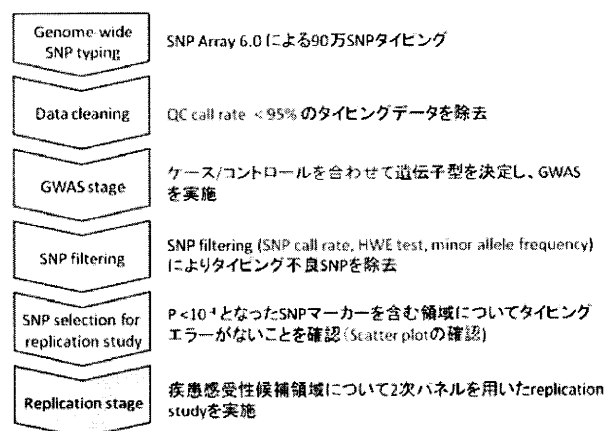 Genome-wide
SNP typing
SNP Array 6.0 による90万SNPタイピング
Data cleaning
QC call rate < 95% のタイピングデータを除去
GWAS stage
ケース/コントロールを合わせて遺伝子型を決定し、GWAS
を実施
SNP filtering
SNP filtering (SNP call rate, HWE test, minor allele frequency)
によりタイピング不良SNPを除去
SNP selection for
replication study
P <10⁻⁴ となったSNPマーカーを含む領域についてタイピング
エラーがないことを確認(Scatter plotの確認)
Replication stage
疾患感受性候補領域について2次パネルを用いたreplication
studyを実施